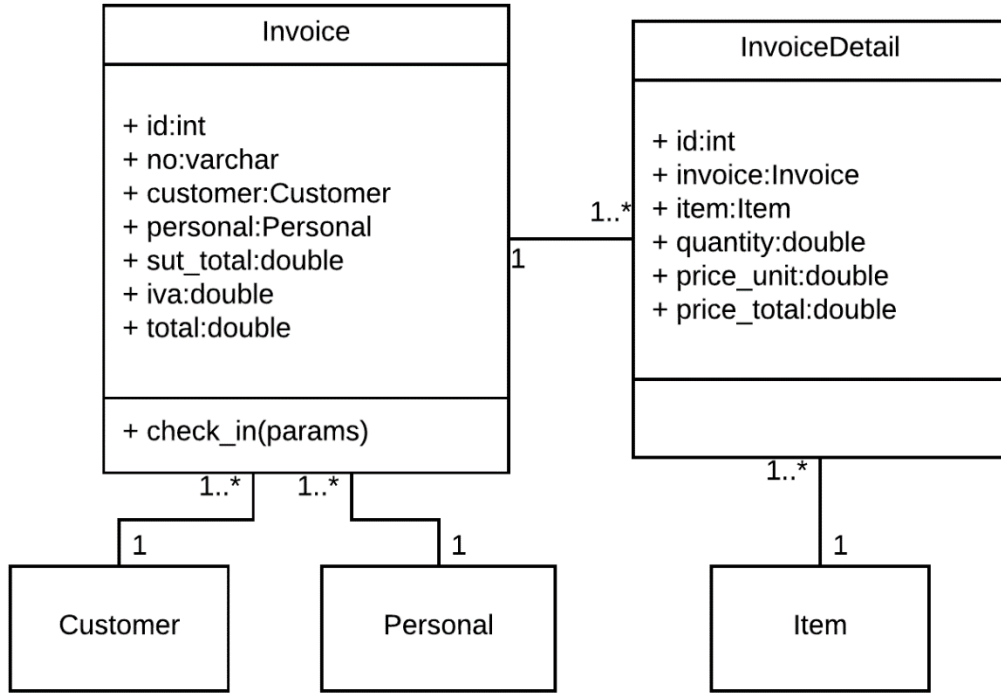 Invoice
+ id:int
+ no:varchar
+ customer:Customer
+ personal:Personal
+ sut_total:double
+ iva:double
+ total:double
+ check_in(params)
InvoiceDetail
+ id:int
+ invoice:Invoice
+ item:Item
+ quantity:double
+ price_unit:double
+ price_total:double
1..*
1
1..*
1..*
1..*
1
1
1
Customer
Personal
Item